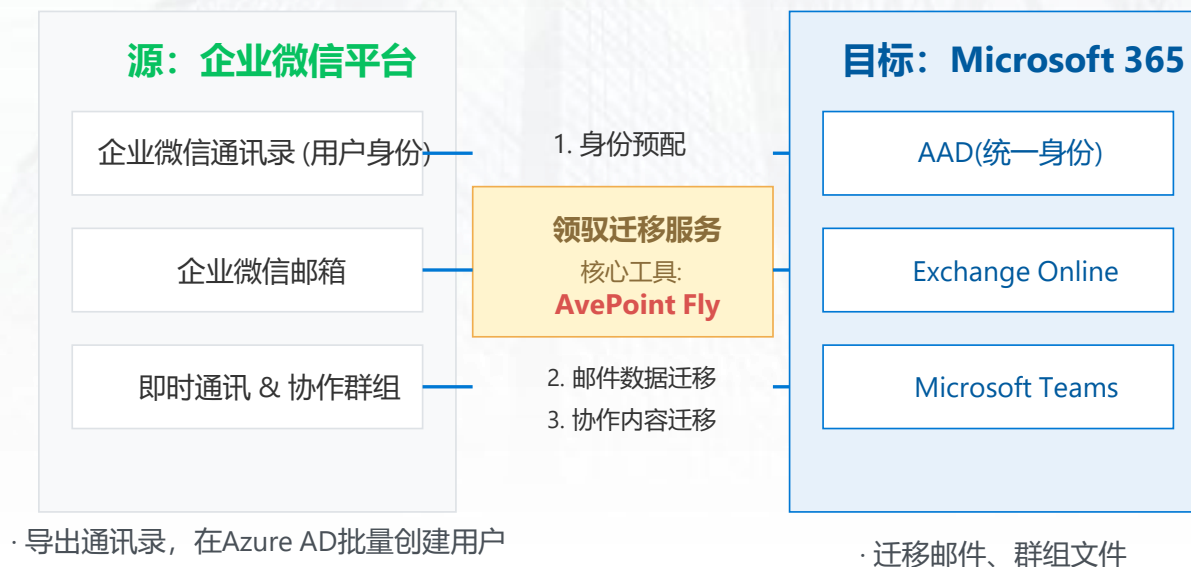 源：企业微信平台
企业微信通讯录 (用户身份)
企业微信邮箱
即时通讯 & 协作群组
1. 身份预配
领驭迁移服务
核心工具:
AvePoint Fly
2. 邮件数据迁移
3. 协作内容迁移
目标：Microsoft 365
AAD(统一身份)
Exchange Online
Microsoft Teams
· 导出通讯录，在Azure AD批量创建用户
· 迁移邮件、群组文件